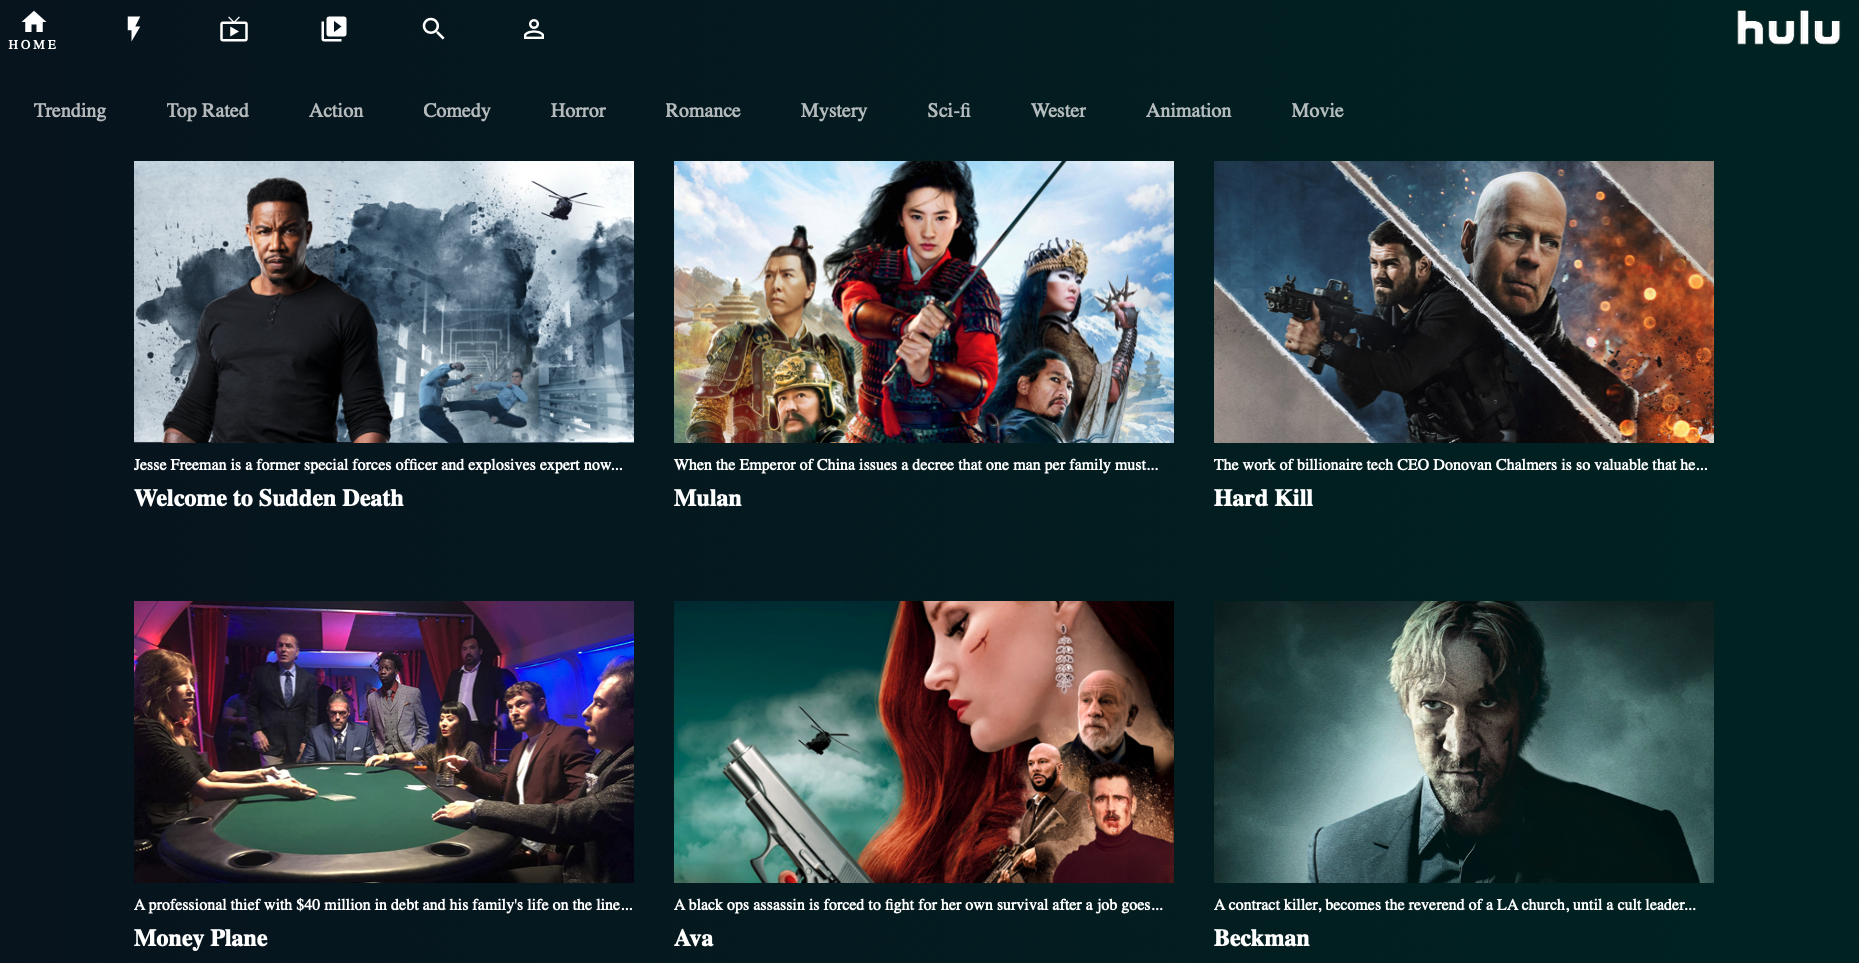 HOME
hulu
Trending Top Rated Action Comedy Horror Romance Mystery Sci-fi Wester Animation Movie
Jesse Freeman is a former special forces officer and explosives expert now...
Welcome to Sudden Death
When the Emperor of China issues a decree that one man per family must...
Mulan
The work of billionaire tech CEO Donovan Chalmers is so valuable that he...
Hard Kill
A professional thief with $40 million in debt and his family's life on the line...
Money Plane
A black ops assassin is forced to fight for her own survival after a job goes...
Ava
A contract killer, becomes the reverend of a LA church, until a cult leader...
Beckman